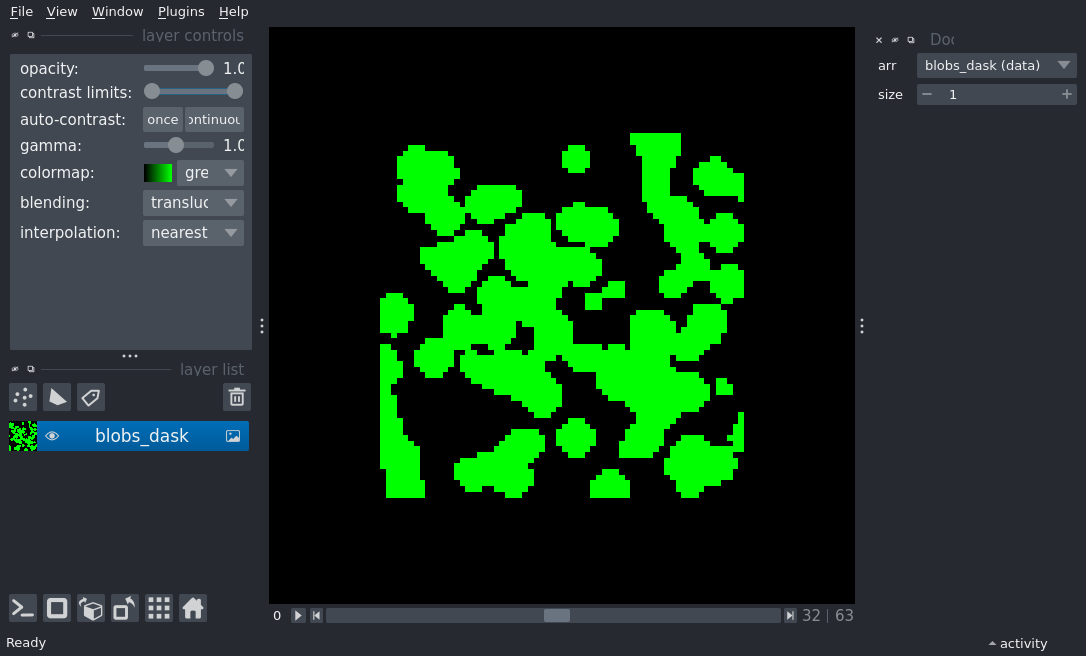 File View Window Plugins Help
layer controls
opacity: 1.0
contrast limits:
auto-contrast: once ontinuou
gamma: 1.0
colormap: gre
blending: transluc
interpolation: nearest
layer list
blobs_dask
0 32 | 63
Ready
Doc
arr blobs_dask (data)
size 1
activity